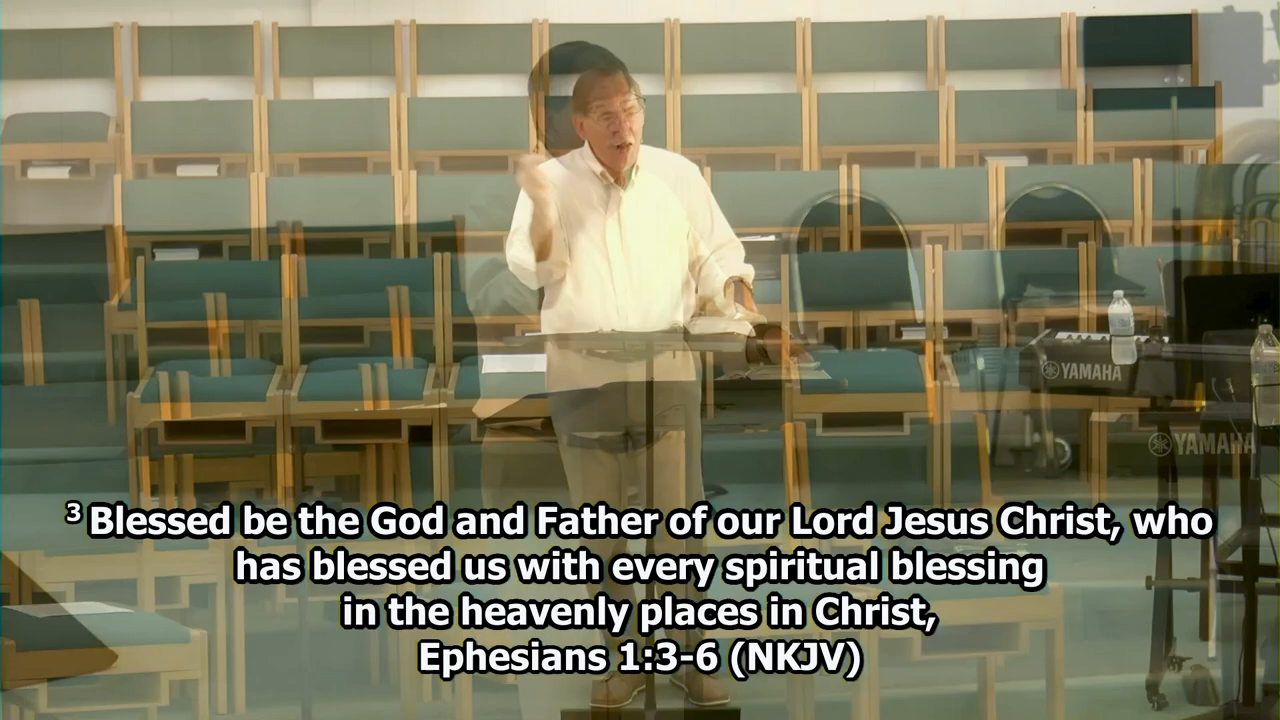 YAMAHA
YAMAHA
³ Blessed be the God and Father of our Lord Jesus Christ, who
has blessed us with every spiritual blessing
in the heavenly places in Christ,
Ephesians 1:3-6 (NKJV)